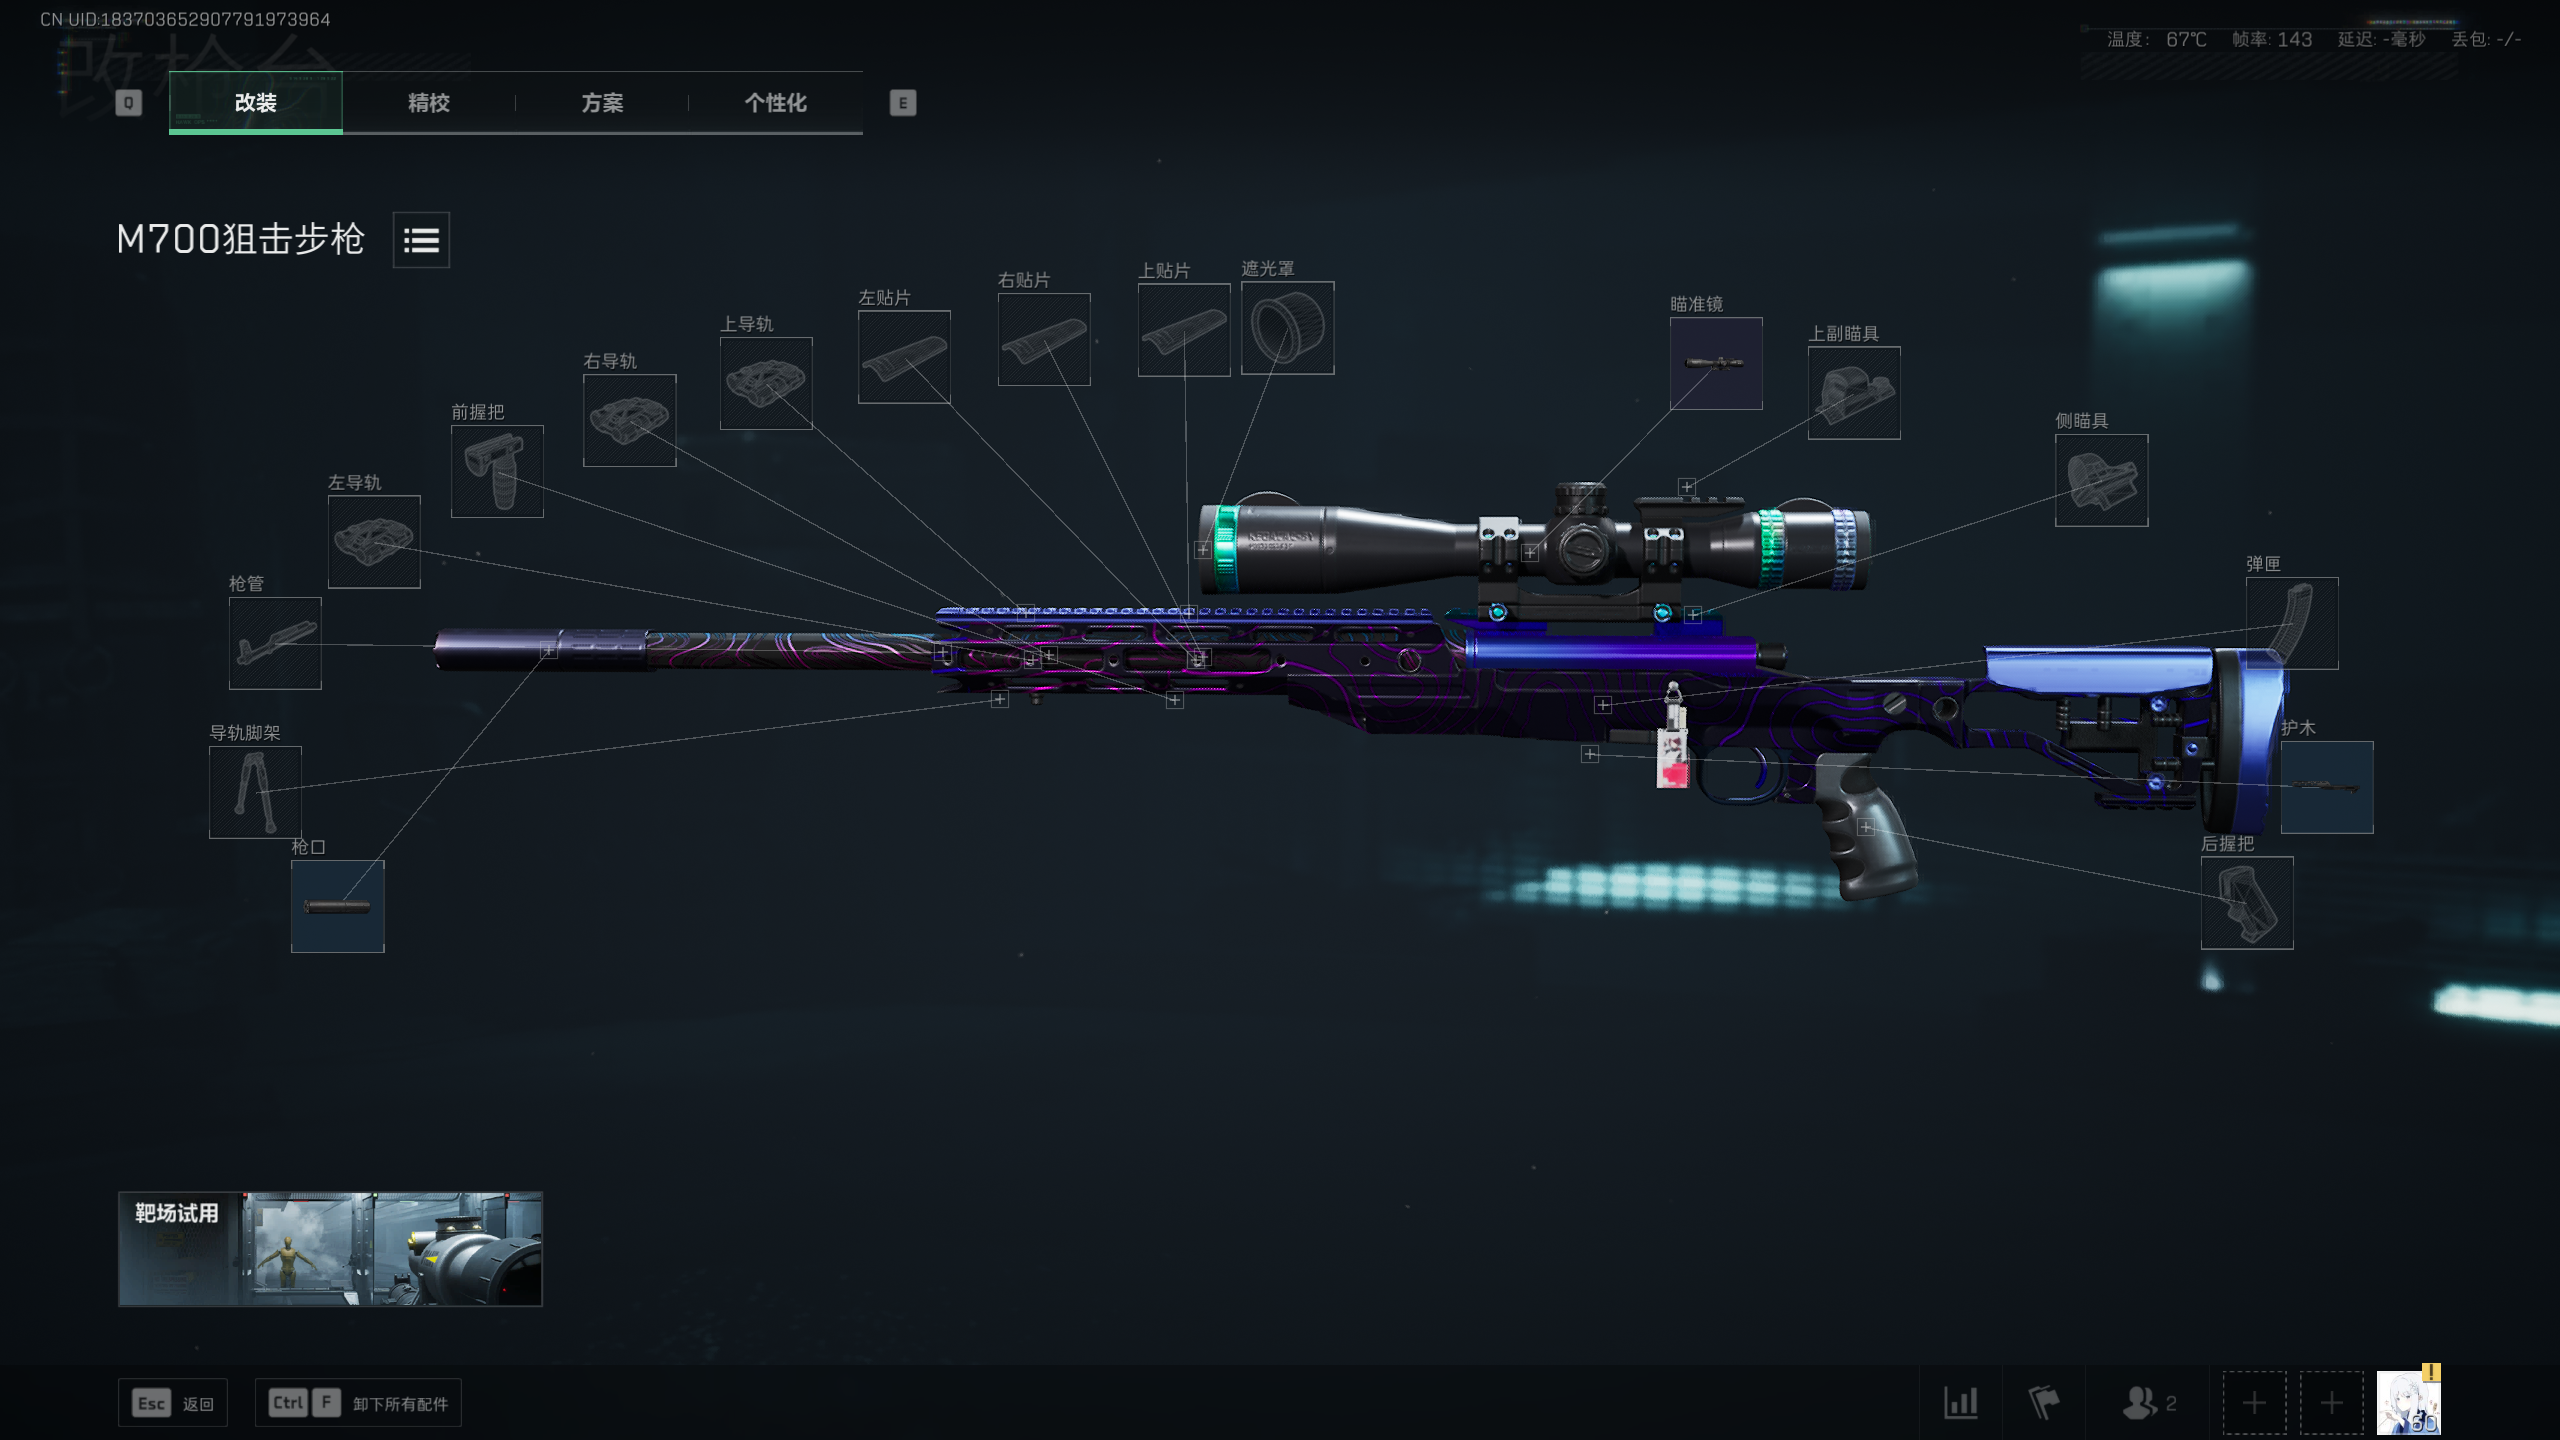 CN UID:183703652907791973964
改枪台
温度: 67℃ 帧率: 143 延迟: -毫秒 丢包: -/-
Q 改装 精校 方案 个性化 E
M700狙击步枪
遮光罩
上贴片
右贴片
左贴片
瞄准镜
上导轨
上副瞄具
右导轨
前握把
侧瞄具
左导轨
弹匣
枪管
护木
导轨脚架
后握把
枪口
靶场试用
Esc 返回 Ctrl F 卸下所有配件
2
!
60